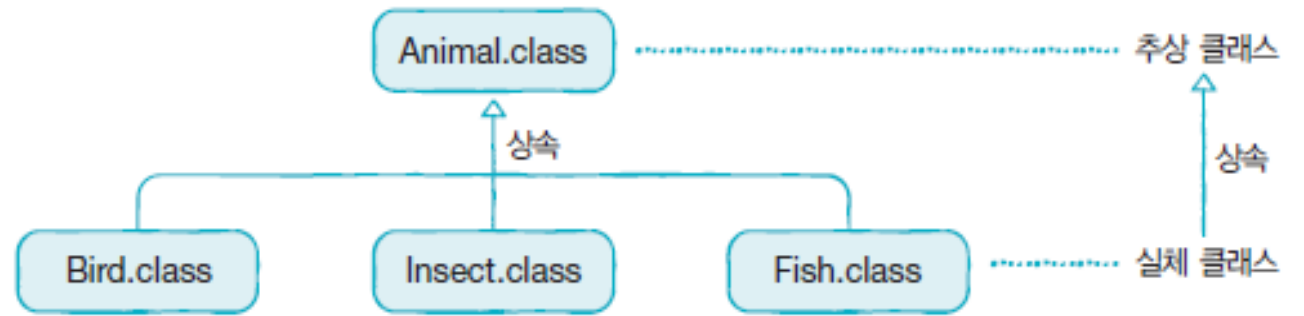 Animal.class
추상 클래스
상속
상속
Bird.class
Insect.class
Fish.class
실체 클래스